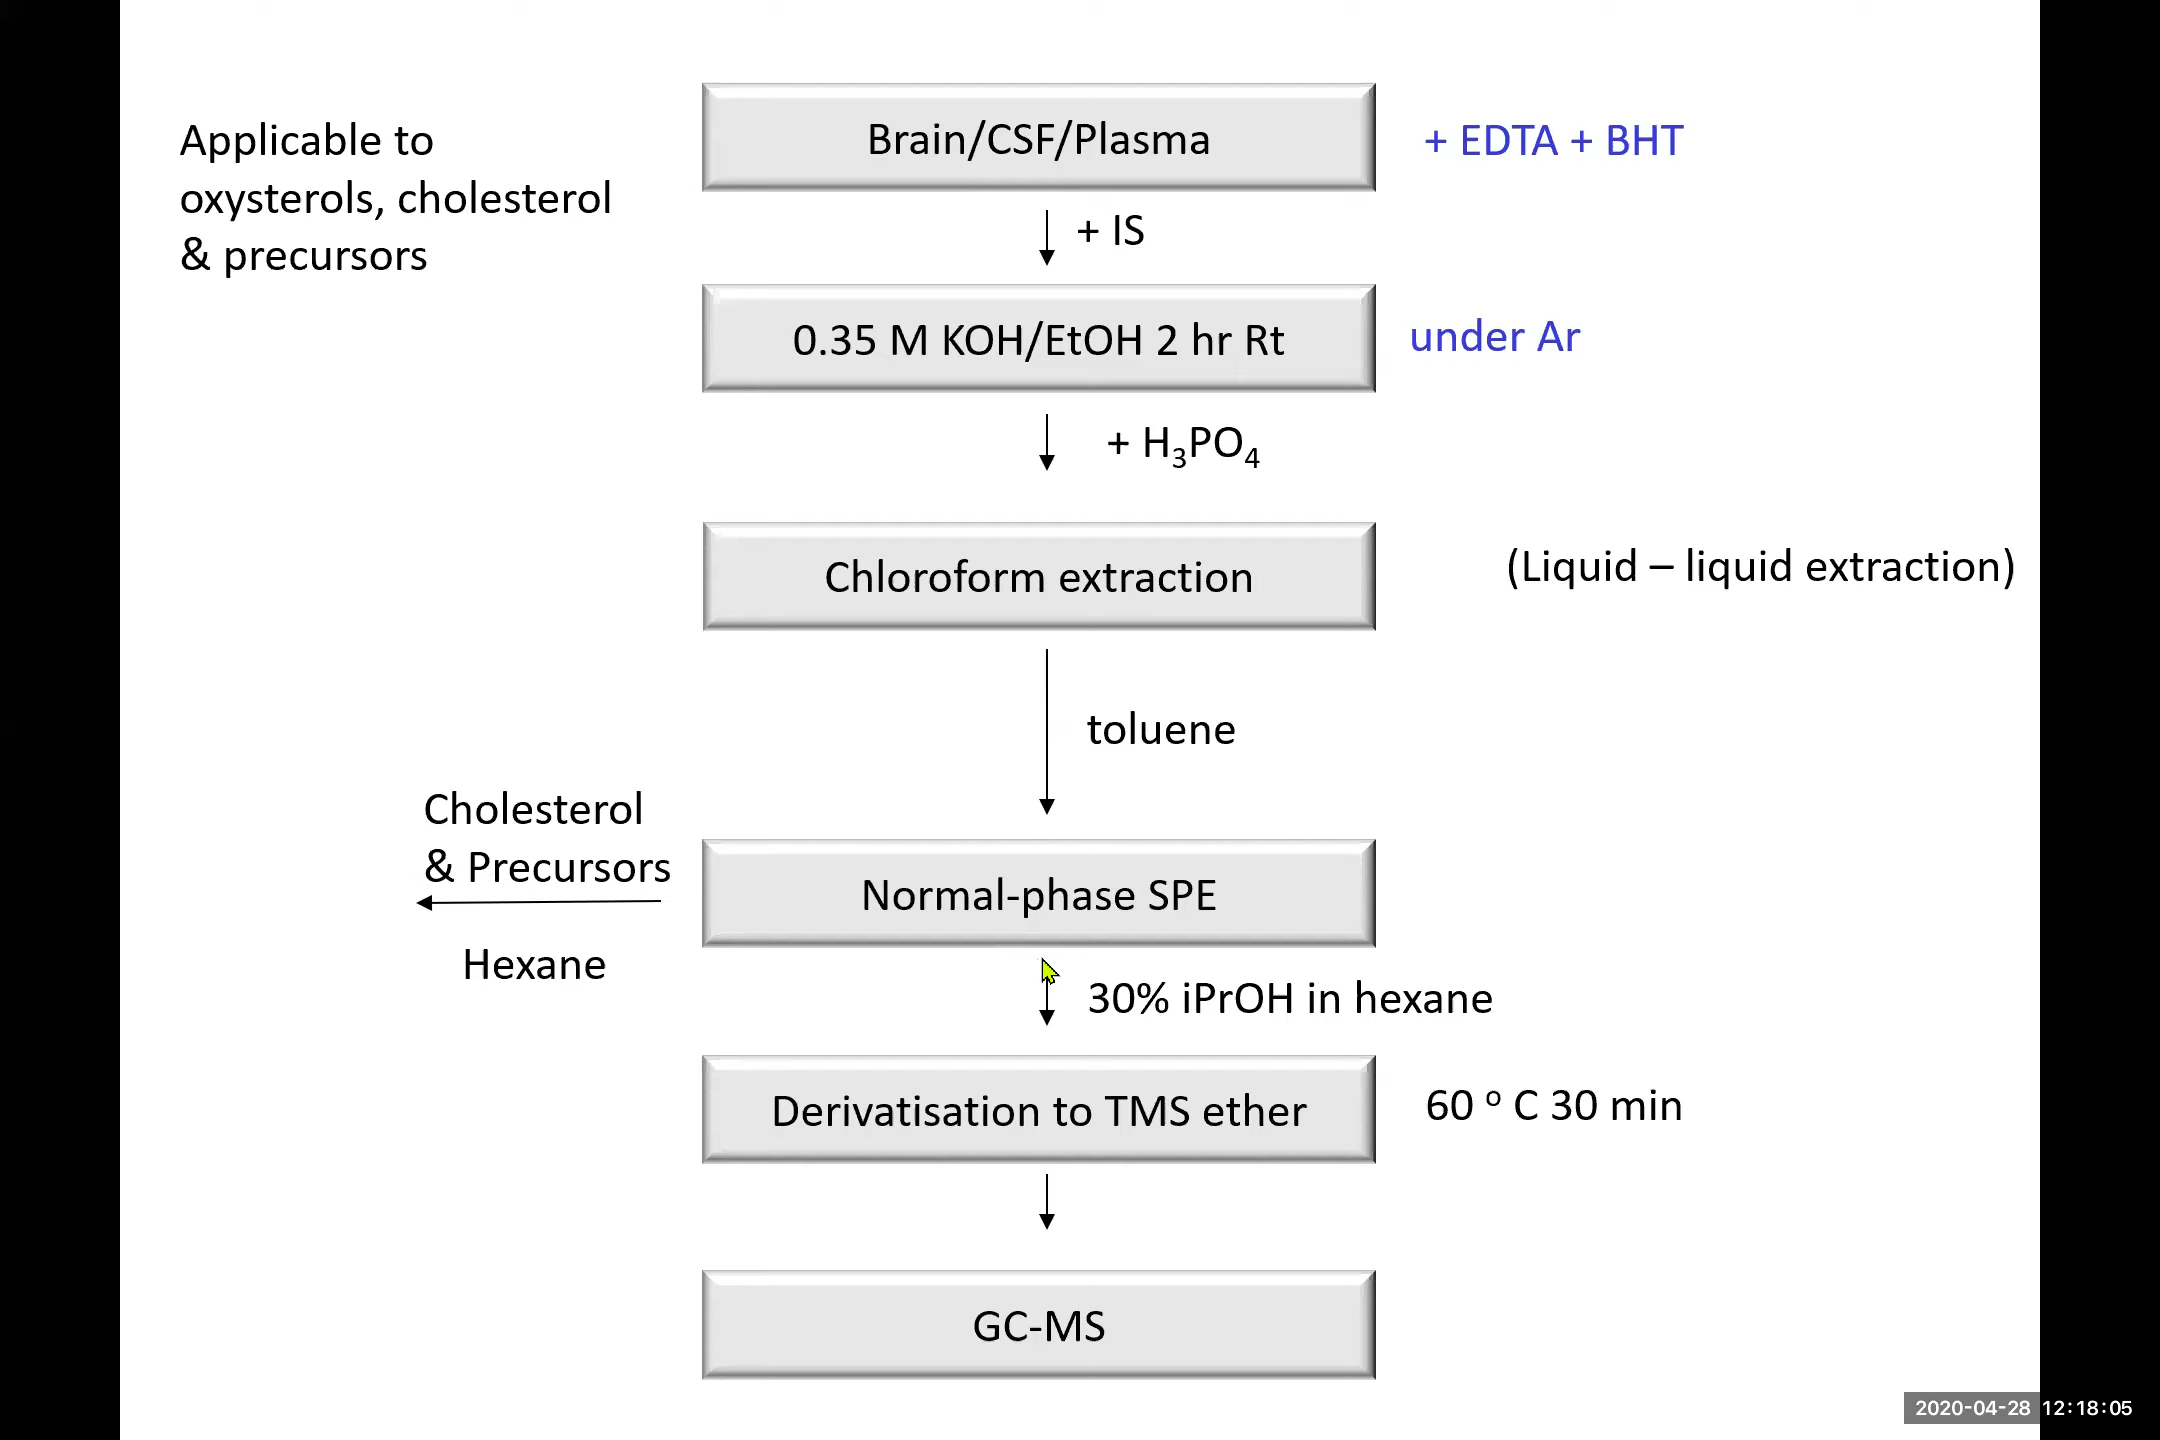 Applicable to
oxysterols, cholesterol
& precursors
Brain/CSF/Plasma
+ EDTA + BHT
+ IS
0.35 M KOH/EtOH 2 hr Rt
under Ar
+ H₃PO₄
Chloroform extraction
(Liquid – liquid extraction)
toluene
Cholesterol
& Precursors
Hexane
Normal-phase SPE
30% iPrOH in hexane
Derivatisation to TMS ether
60 ° C 30 min
GC-MS
2020-04-28 12:18:05